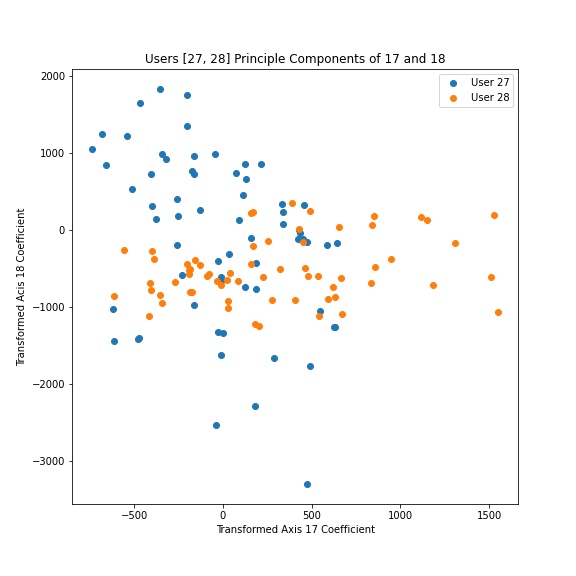 Users [27, 28] Principle Components of 17 and 18
User 27
User 28
2000
1000
0
−1000
−2000
−3000
Transformed Acis 18 Coefficient
−500
0
500
1000
1500
Transformed Axis 17 Coefficient